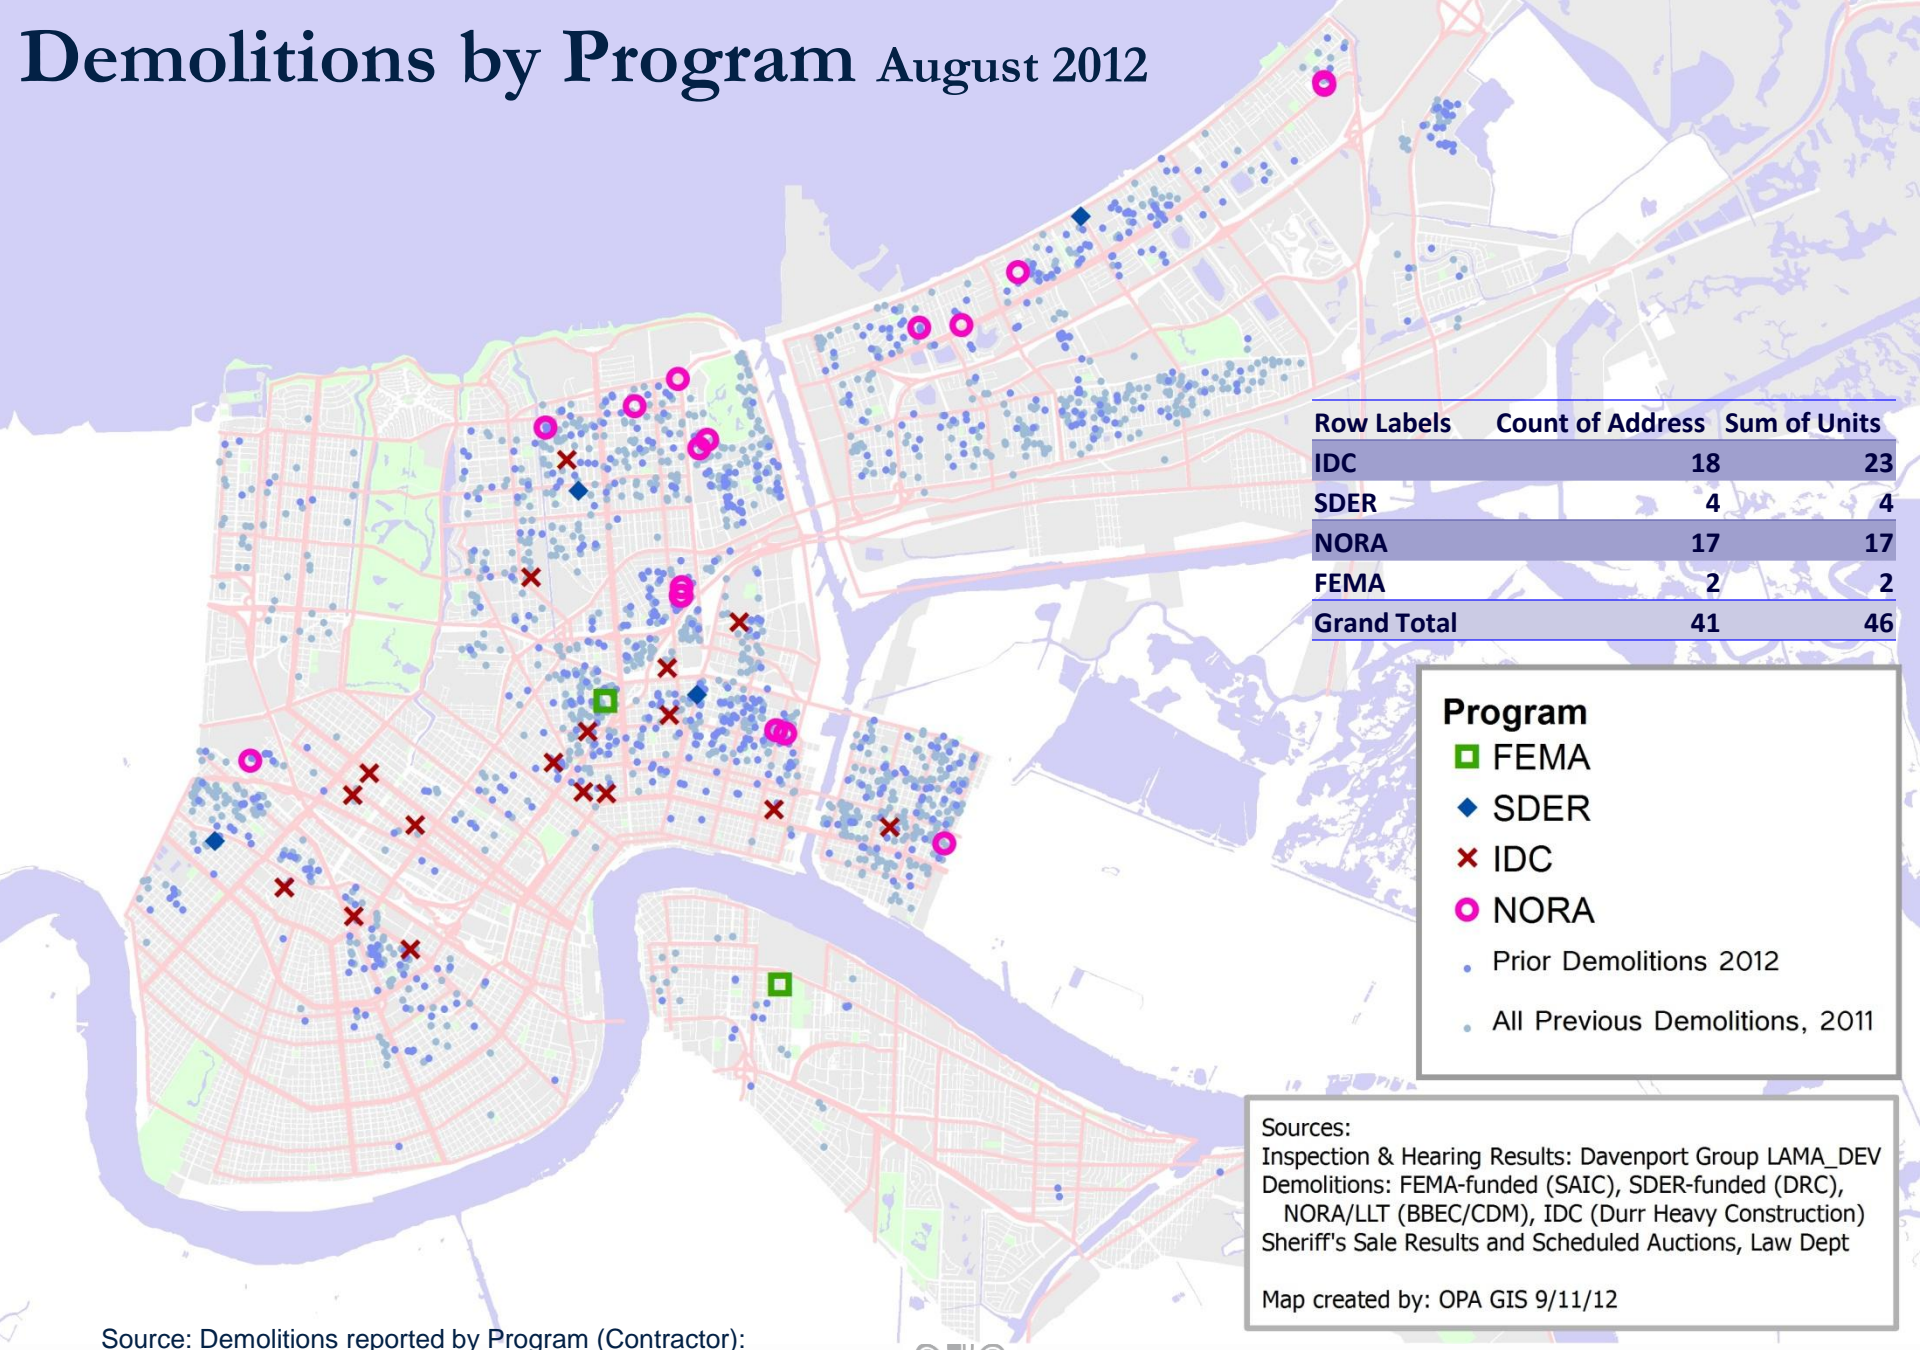 Demolitions by Program August 2012
Row Labels Count of Address Sum of Units
IDC 18 23
SDER 4 4
NORA 17 17
FEMA 2 2
Grand Total 41 46
Program
FEMA
SDER
IDC
NORA
Prior Demolitions 2012
All Previous Demolitions, 2011
Sources:
Inspection & Hearing Results: Davenport Group LAMA_DEV
Demolitions: FEMA-funded (SAIC), SDER-funded (DRC),
NORA/LLT (BBEC/CDM), IDC (Durr Heavy Construction)
Sheriff's Sale Results and Scheduled Auctions, Law Dept
Map created by: OPA GIS 9/11/12
Source: Demolitions reported by Program (Contractor):